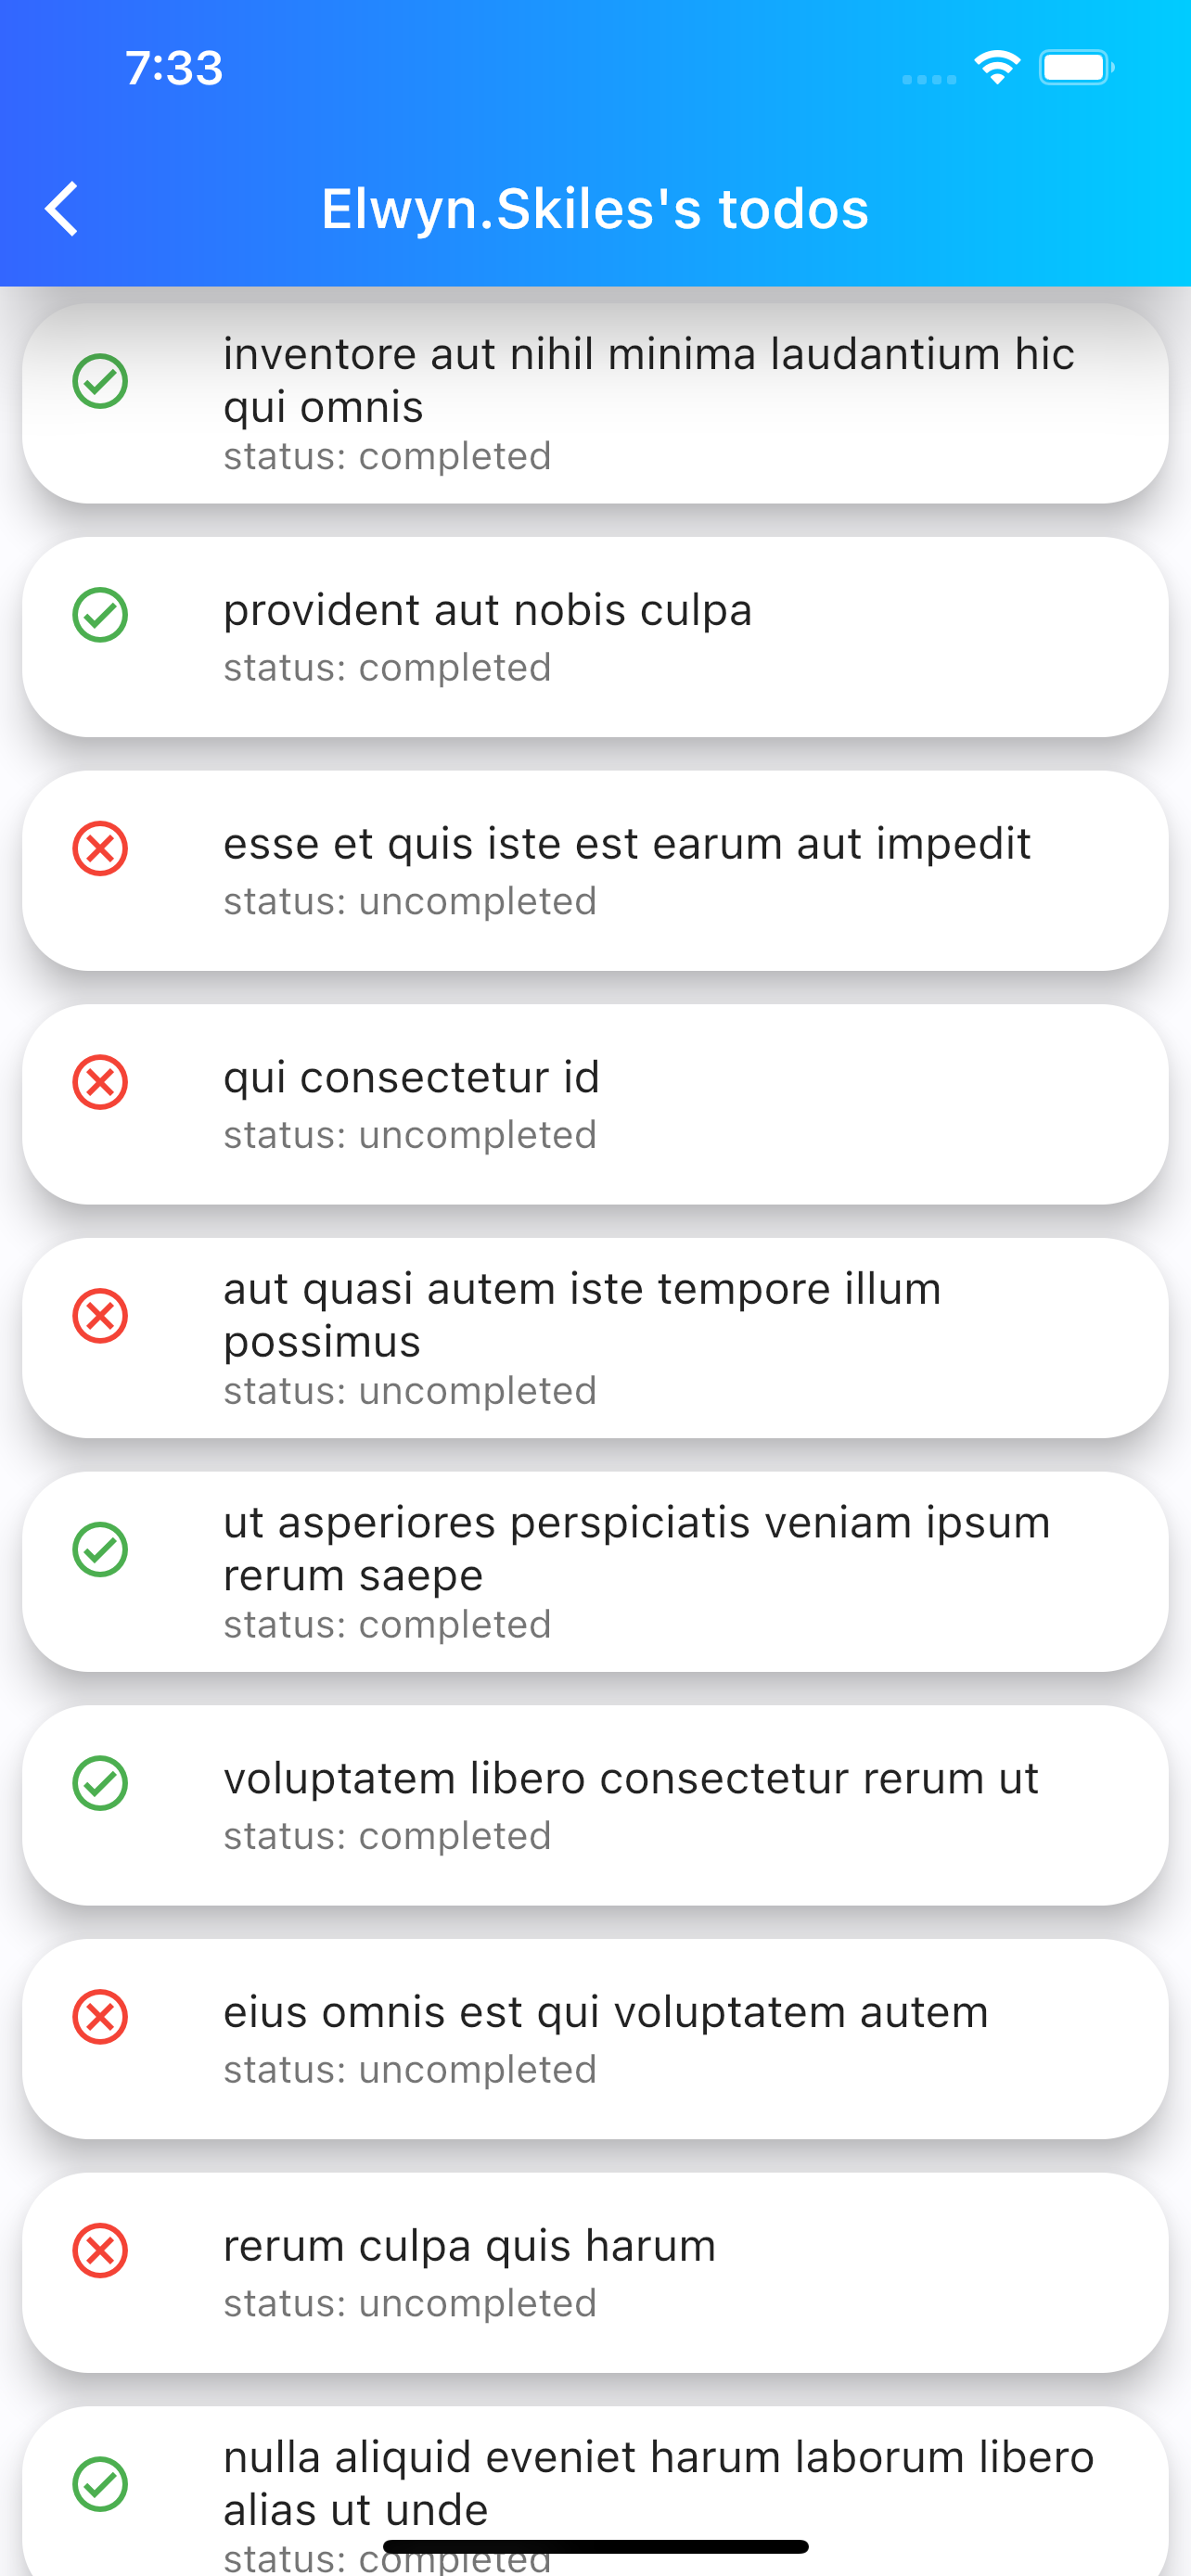 7:33
Elwyn.Skiles's todos
inventore aut nihil minima laudantium hic
qui omnis
status: completed
provident aut nobis culpa
status: completed
esse et quis iste est earum aut impedit
status: uncompleted
qui consectetur id
status: uncompleted
aut quasi autem iste tempore illum
possimus
status: uncompleted
ut asperiores perspiciatis veniam ipsum
rerum saepe
status: completed
voluptatem libero consectetur rerum ut
status: completed
eius omnis est qui voluptatem autem
status: uncompleted
rerum culpa quis harum
status: uncompleted
nulla aliquid eveniet harum laborum libero
alias ut unde
status: completed